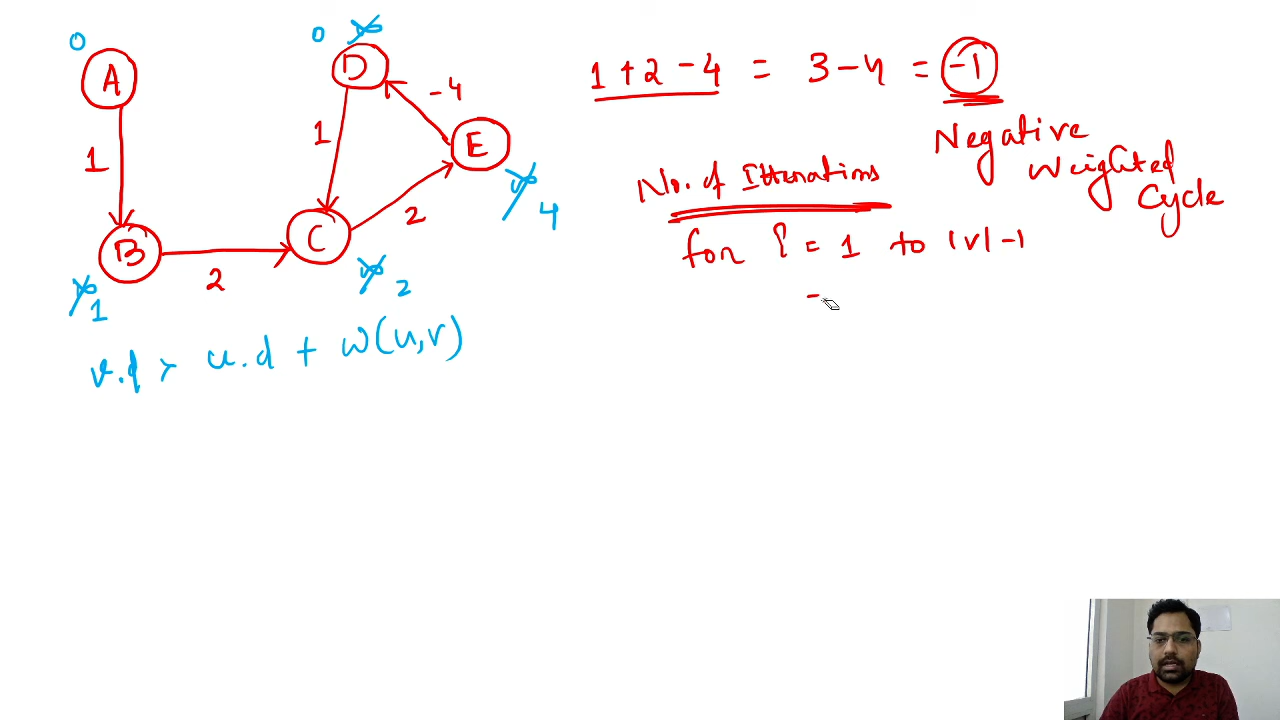 0
A
1
B
∞ 1
2
C
∞ 2
1
0 ∞
D
-4
E
∞ 4
2
v.d > u.d + w(u,v)
1 + 2 - 4 = 3 - 4 = -1
Negative
Weighted
Cycle
No. of Itterations
for i = 1 to |v| - 1
=